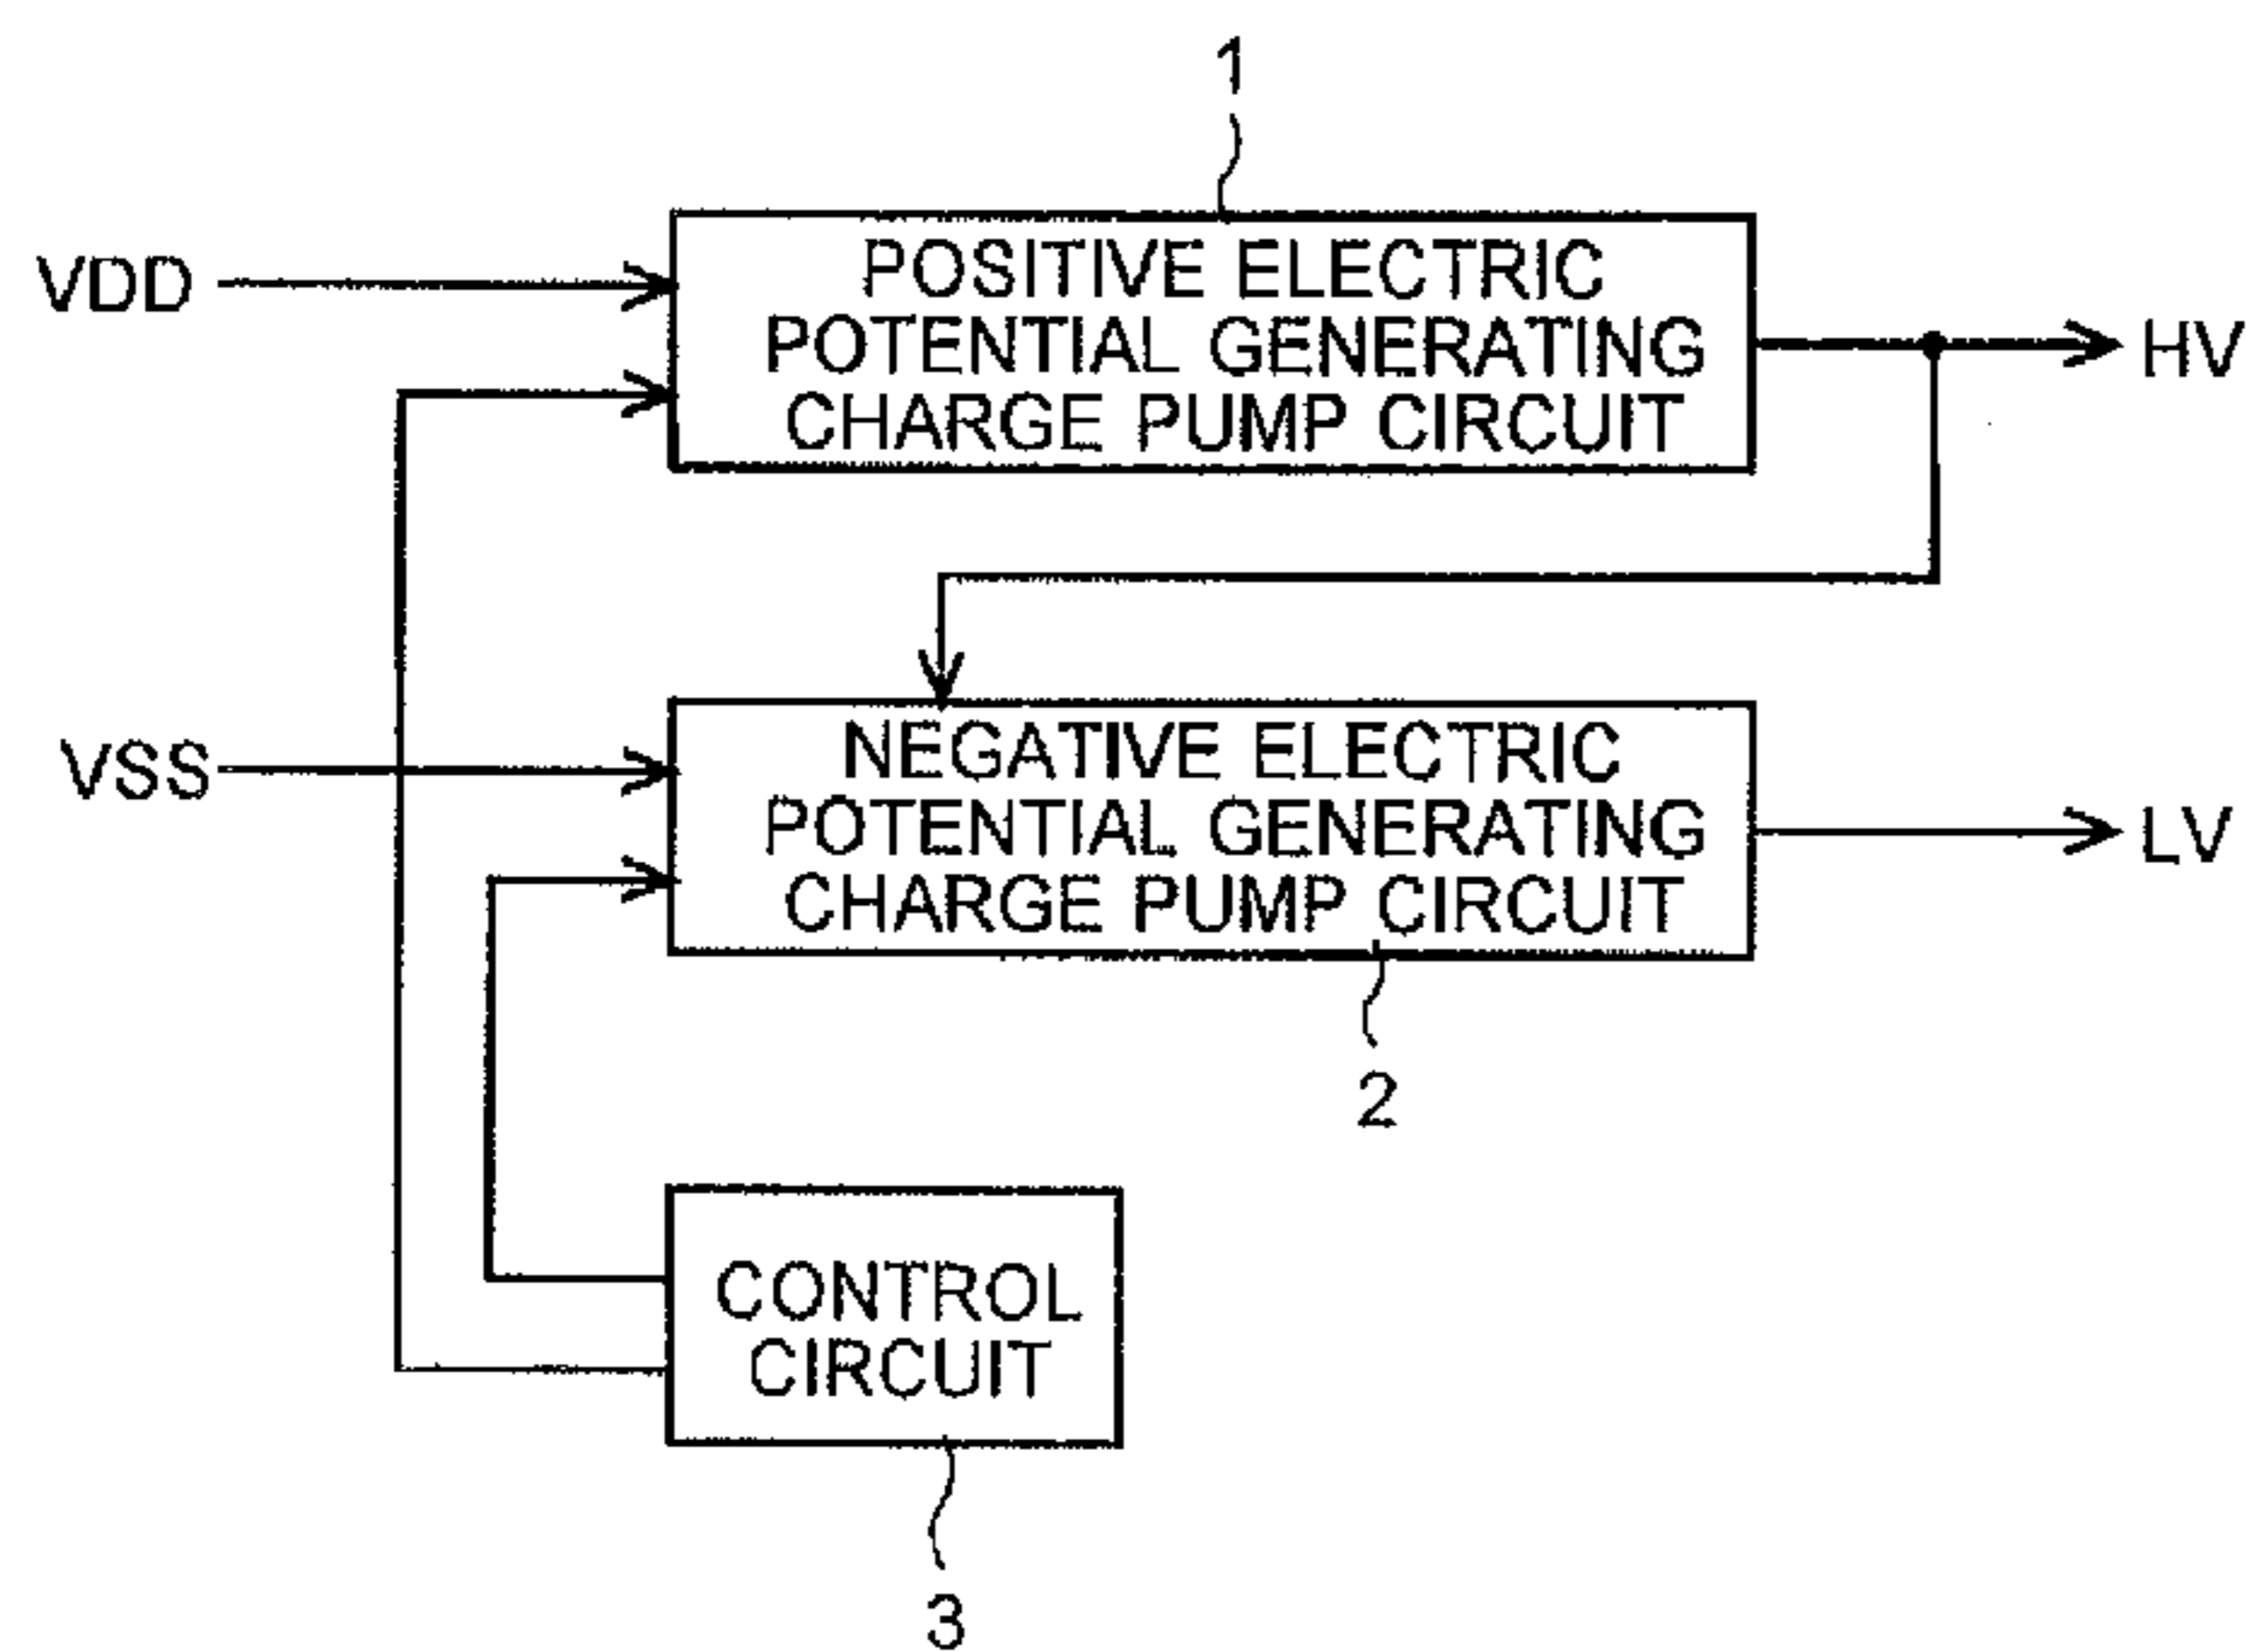 1
VDD
POSITIVE ELECTRIC
POTENTIAL GENERATING
CHARGE PUMP CIRCUIT
HV
VSS
NEGATIVE ELECTRIC
POTENTIAL GENERATING
CHARGE PUMP CIRCUIT
LV
2
CONTROL
CIRCUIT
3